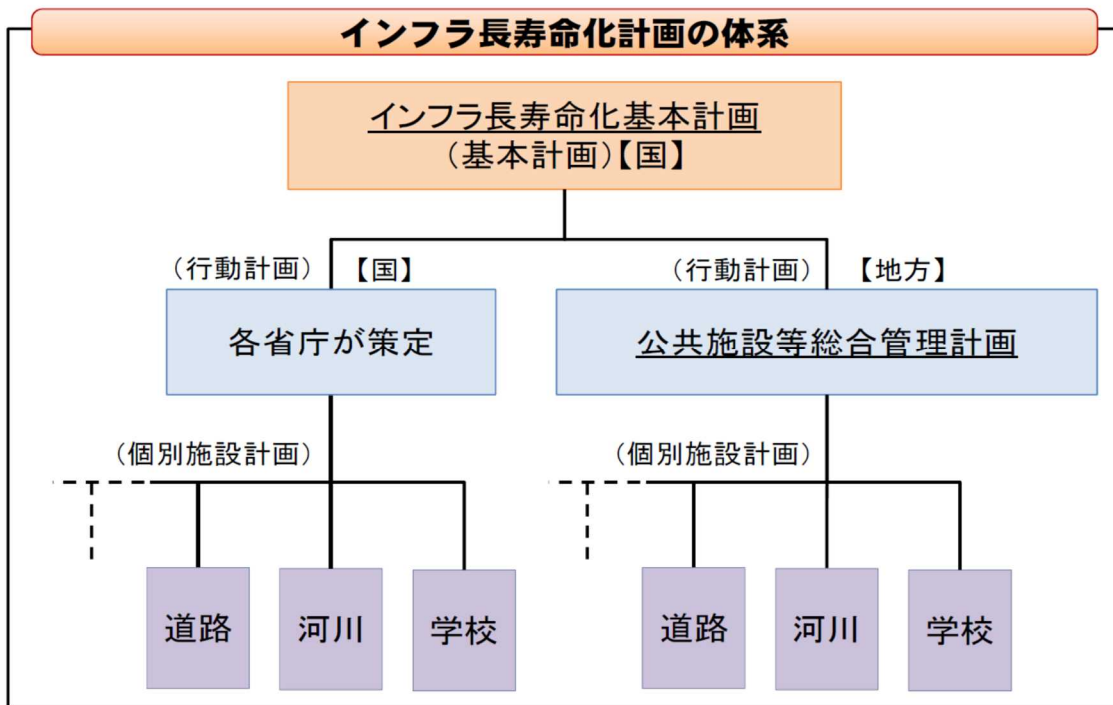 インフラ長寿命化計画の体系
インフラ長寿命化基本計画
(基本計画)【国】
(行動計画) 【国】
各省庁が策定
(行動計画) 【地方】
公共施設等総合管理計画
(個別施設計画)
道路
河川
学校
(個別施設計画)
道路
河川
学校